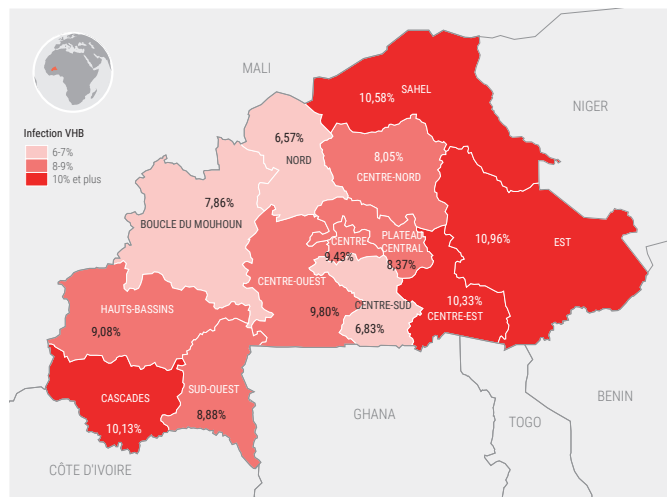 MALI
NIGER
Infection VHB
6-7%
8-9%
10% et plus
10,58%
SAHEL
6,57%
NORD
8,05%
CENTRE-NORD
7,86%
BOUCLE DU MOUHOUN
CENTRE
9,43%
PLATEAU
CENTRAL
8,37%
10,96%
EST
CENTRE-OUEST
9,80%
CENTRE-SUD
6,83%
10,33%
CENTRE-EST
HAUTS-BASSINS
9,08%
CASCADES
10,13%
SUD-OUEST
8,88%
GHANA
TOGO
BENIN
CÔTE D'IVOIRE